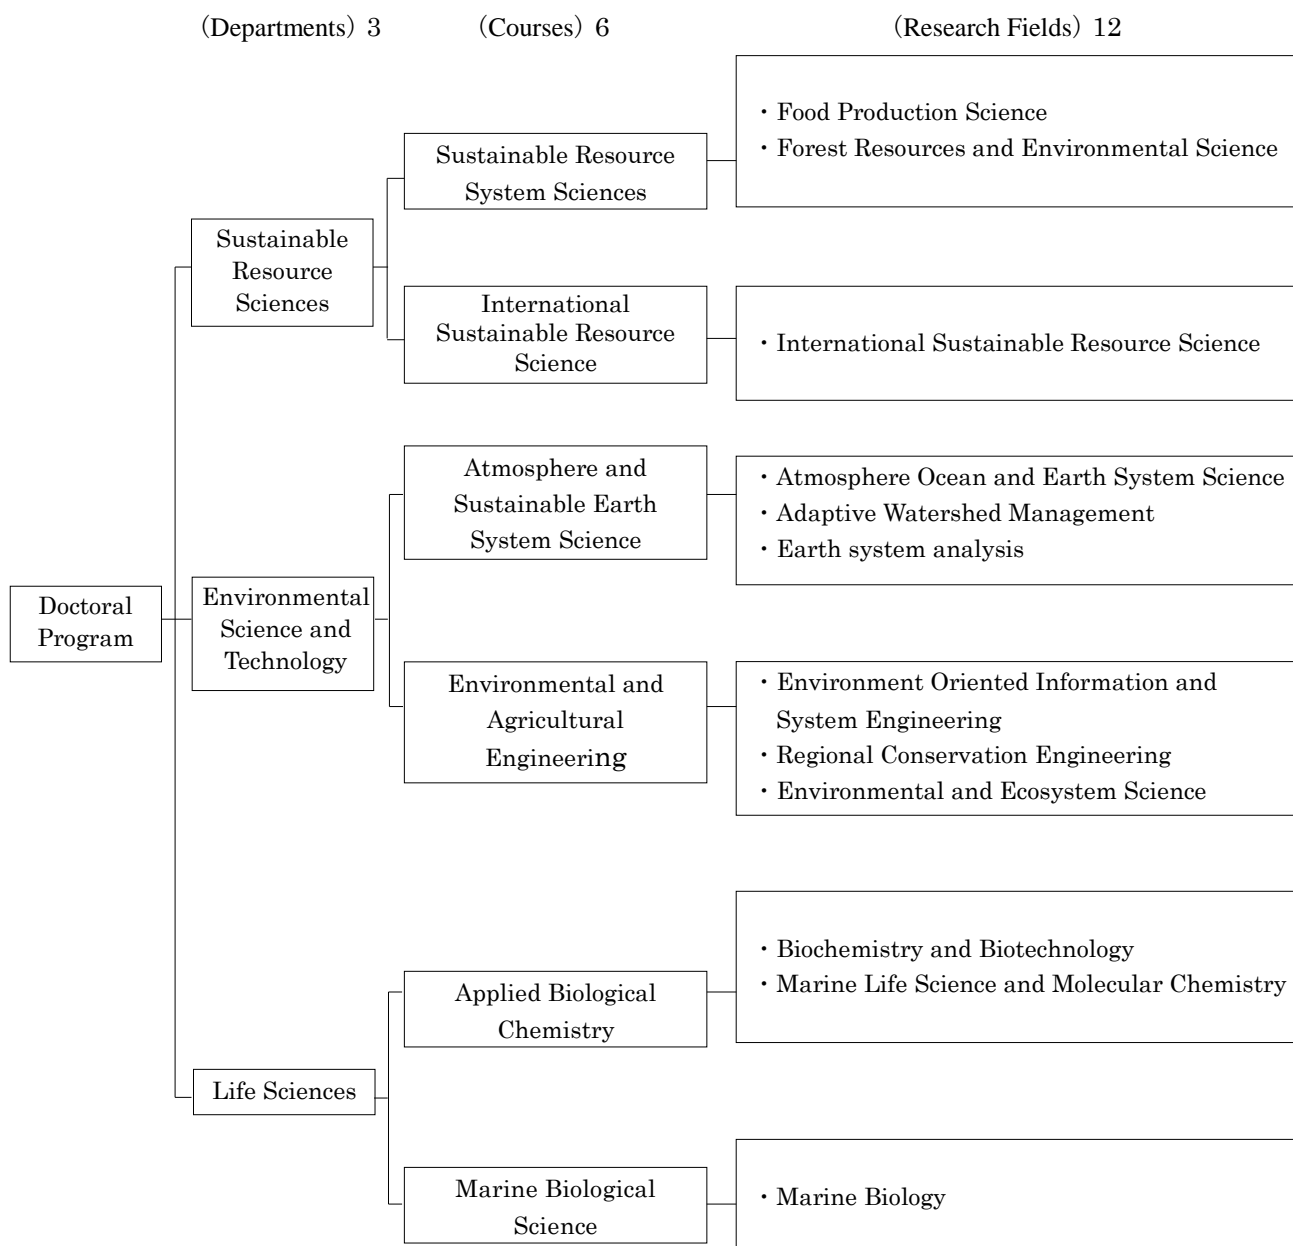 （Departments）3
（Courses）6
（Research Fields）12
Doctoral
Program
Sustainable
Resource
Sciences
Sustainable Resource
System Sciences
・Food Production Science
・Forest Resources and Environmental Science
International
Sustainable Resource
Science
・International Sustainable Resource Science
Environmental
Science and
Technology
Atmosphere and
Sustainable Earth
System Science
・Atmosphere Ocean and Earth System Science
・Adaptive Watershed Management
・Earth system analysis
Environmental and
Agricultural
Engineering
・Environment Oriented Information and
System Engineering
・Regional Conservation Engineering
・Environmental and Ecosystem Science
Life Sciences
Applied Biological
Chemistry
・Biochemistry and Biotechnology
・Marine Life Science and Molecular Chemistry
Marine Biological
Science
・Marine Biology